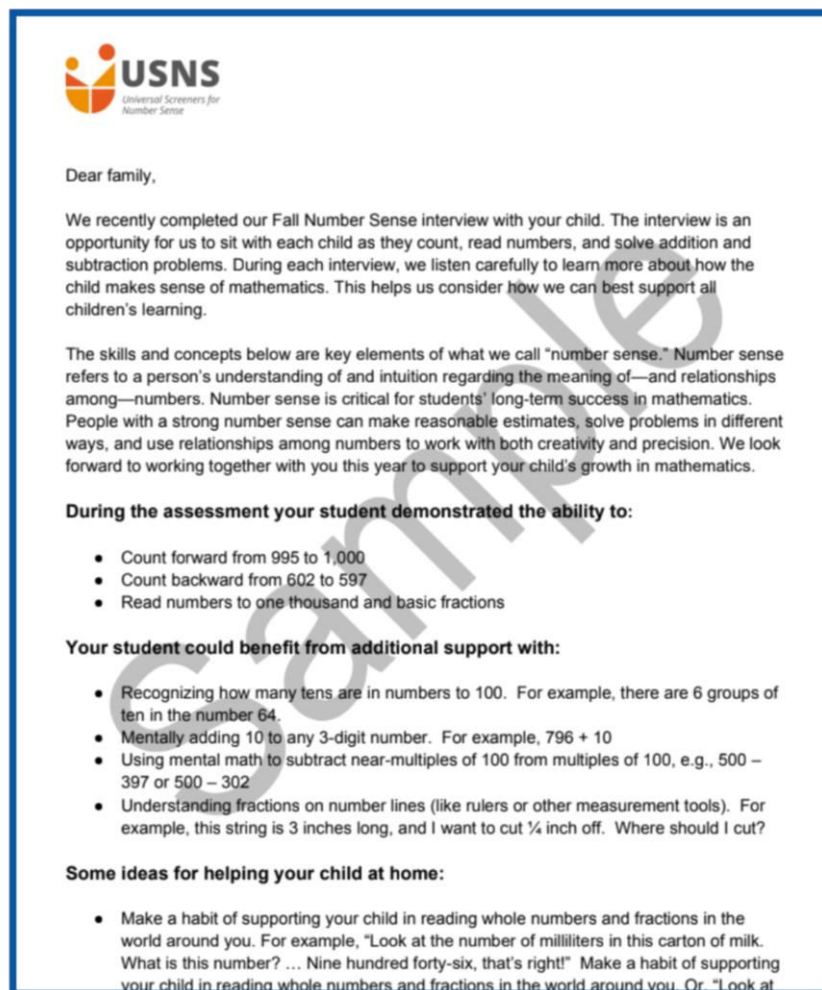 USNS
Universal Screeners for
Number Sense
Dear family,
We recently completed our Fall Number Sense interview with your child. The interview is an
opportunity for us to sit with each child as they count, read numbers, and solve addition and
subtraction problems. During each interview, we listen carefully to learn more about how the
child makes sense of mathematics. This helps us consider how we can best support all
children's learning.
The skills and concepts below are key elements of what we call "number sense." Number sense
refers to a person's understanding of and intuition regarding the meaning of—and relationships
among—numbers. Number sense is critical for students' long-term success in mathematics.
People with a strong number sense can make reasonable estimates, solve problems in different
ways, and use relationships among numbers to work with both creativity and precision. We look
forward to working together with you this year to support your child's growth in mathematics.
During the assessment your student demonstrated the ability to:
● Count forward from 995 to 1,000
● Count backward from 602 to 597
● Read numbers to one thousand and basic fractions
Your student could benefit from additional support with:
● Recognizing how many tens are in numbers to 100.  For example, there are 6 groups of
ten in the number 64.
● Mentally adding 10 to any 3-digit number.  For example, 796 + 10
● Using mental math to subtract near-multiples of 100 from multiples of 100, e.g., 500 –
397 or 500 – 302
● Understanding fractions on number lines (like rulers or other measurement tools).  For
example, this string is 3 inches long, and I want to cut ¼ inch off.  Where should I cut?
Some ideas for helping your child at home:
● Make a habit of supporting your child in reading whole numbers and fractions in the
world around you. For example, "Look at the number of milliliters in this carton of milk.
What is this number? … Nine hundred forty-six, that's right!"  Make a habit of supporting
your child in reading whole numbers and fractions in the world around you. Or, "Look at
Sample